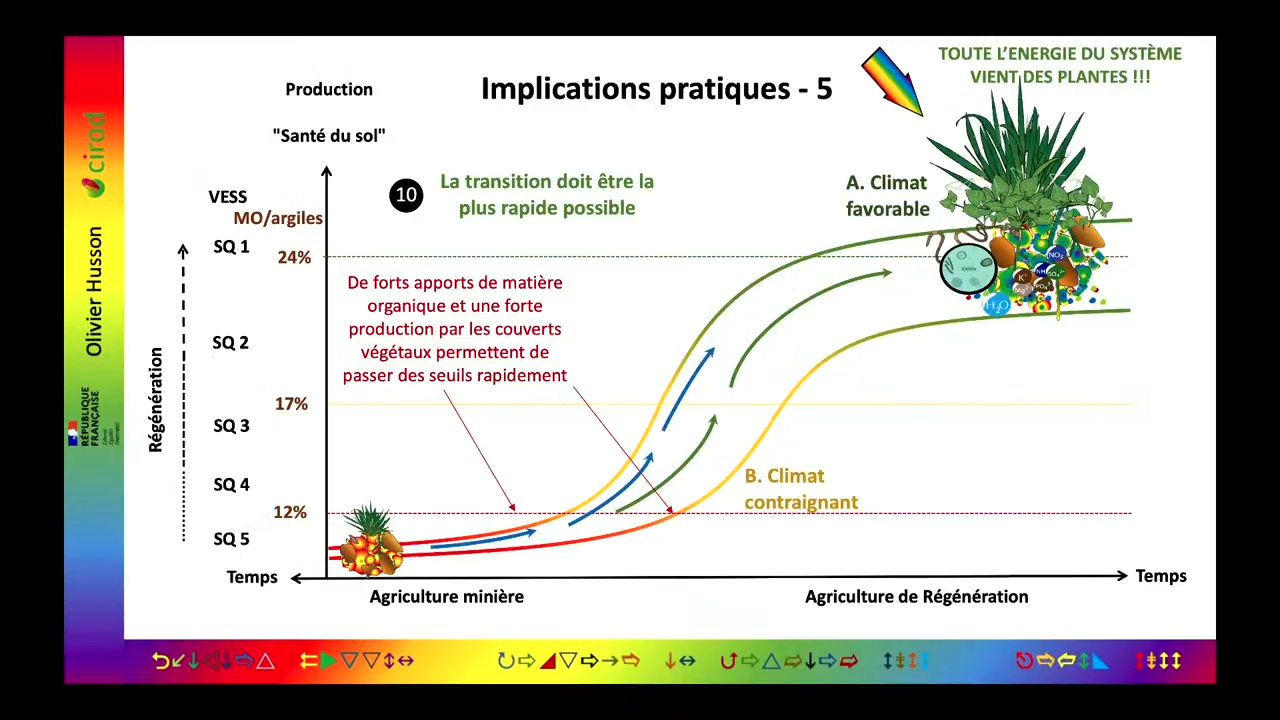 Implications pratiques - 5
TOUTE L'ENERGIE DU SYSTÈME
VIENT DES PLANTES !!!
Production
"Santé du sol"
10
La transition doit être la
plus rapide possible
A. Climat
favorable
VESS
MO/argiles
SQ 1
24%
De forts apports de matière
organique et une forte
production par les couverts
végétaux permettent de
passer des seuils rapidement
SQ 2
17%
SQ 3
SQ 4
12%
SQ 5
B. Climat
contraignant
Régénération
NO3
K+
H2O
Temps
Temps
Agriculture minière
Agriculture de Régénération
cirad
Olivier Husson
RÉPUBLIQUE
FRANÇAISE